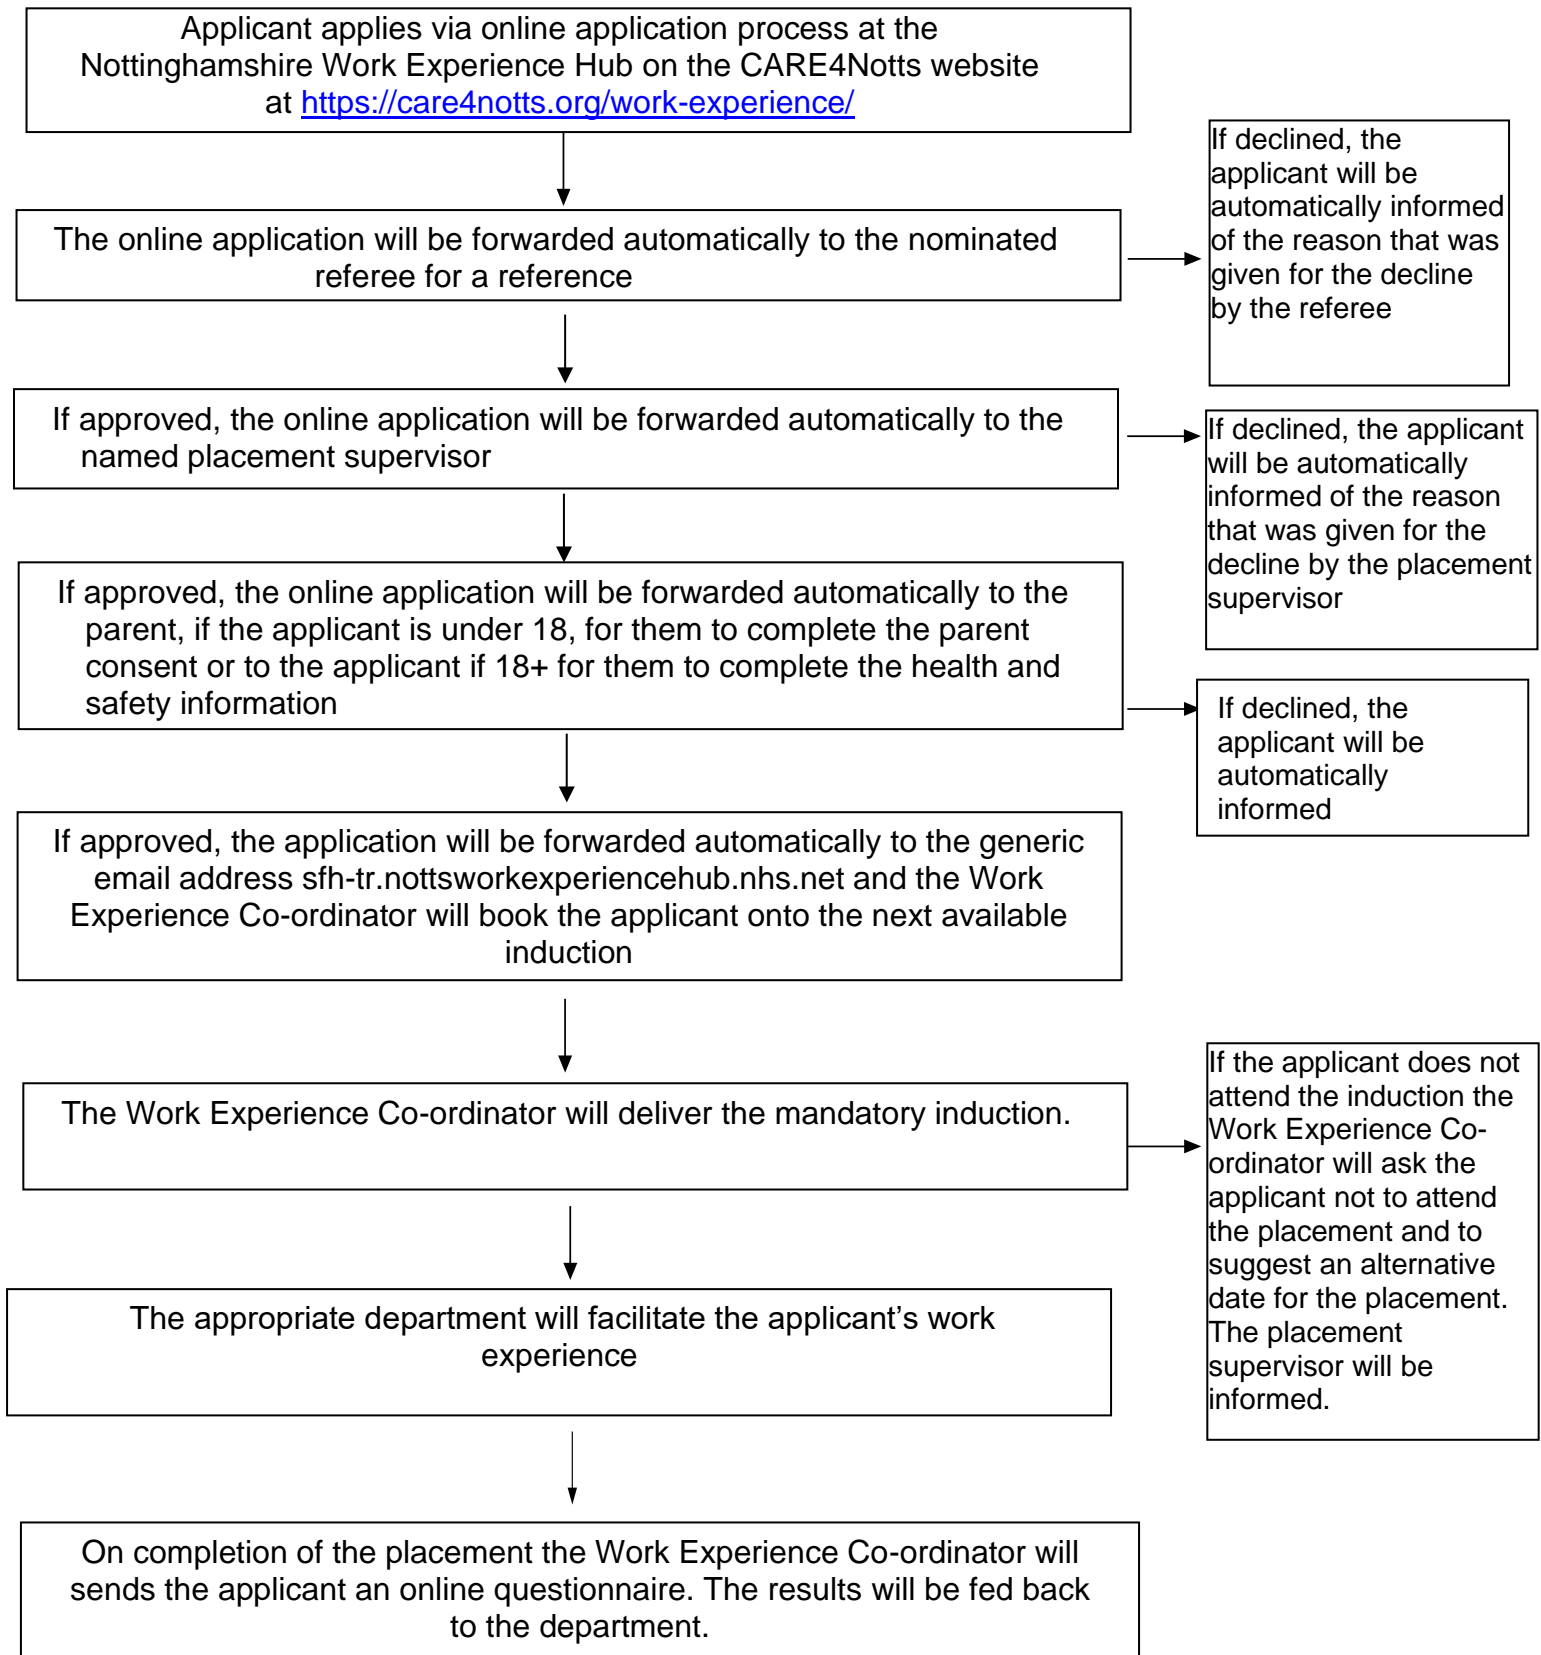 Applicant applies via online application process at the
Nottinghamshire Work Experience Hub on the CARE4Notts website
at https://care4notts.org/work-experience/
The online application will be forwarded automatically to the nominated
referee for a reference
If declined, the
applicant will be
automatically informed
of the reason that was
given for the decline
by the referee
If approved, the online application will be forwarded automatically to the
named placement supervisor
If declined, the applicant
will be automatically
informed of the reason
that was given for the
decline by the placement
supervisor
If approved, the online application will be forwarded automatically to the
parent, if the applicant is under 18, for them to complete the parent
consent or to the applicant if 18+ for them to complete the health and
safety information
If declined, the
applicant will be
automatically
informed
If approved, the application will be forwarded automatically to the generic
email address sfh-tr.nottsworkexperiencehub.nhs.net and the Work
Experience Co-ordinator will book the applicant onto the next available
induction
The Work Experience Co-ordinator will deliver the mandatory induction.
If the applicant does not
attend the induction the
Work Experience Co-
ordinator will ask the
applicant not to attend
the placement and to
suggest an alternative
date for the placement.
The placement
supervisor will be
informed.
The appropriate department will facilitate the applicant’s work
experience
On completion of the placement the Work Experience Co-ordinator will
sends the applicant an online questionnaire. The results will be fed back
to the department.